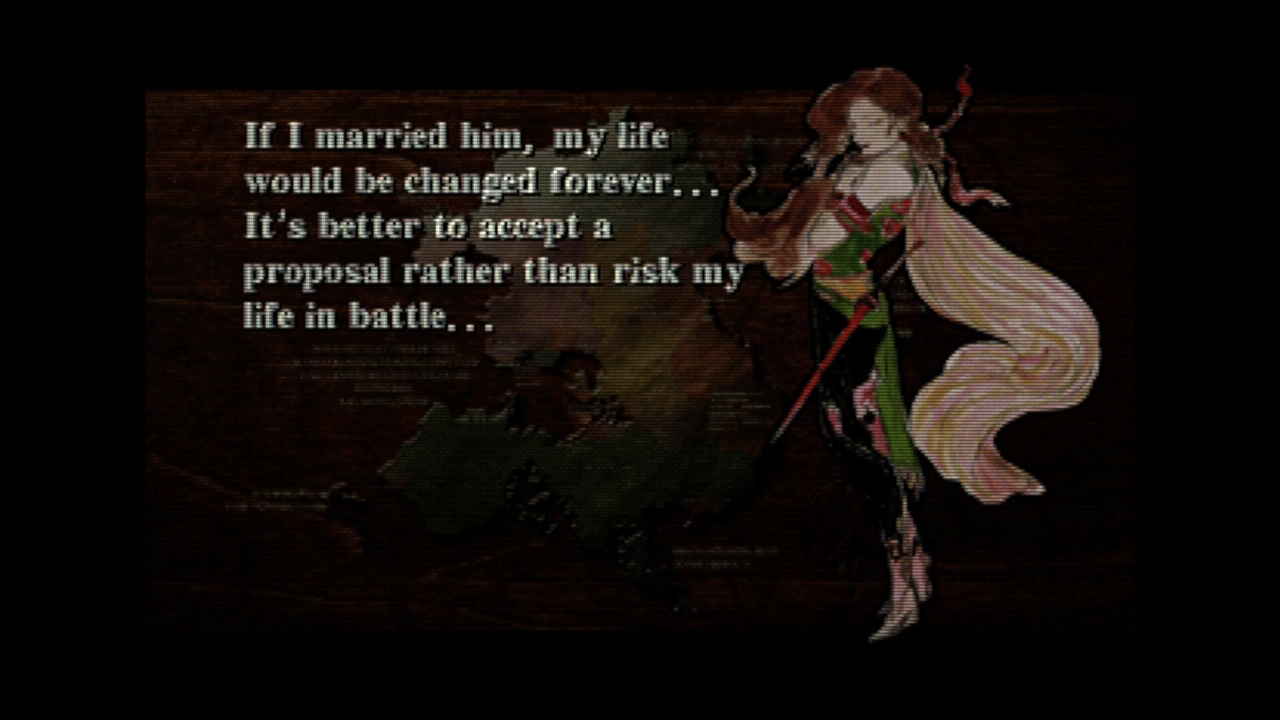 If I married him, my life
would be changed forever...
It's better to accept a
proposal rather than risk my
life in battle...